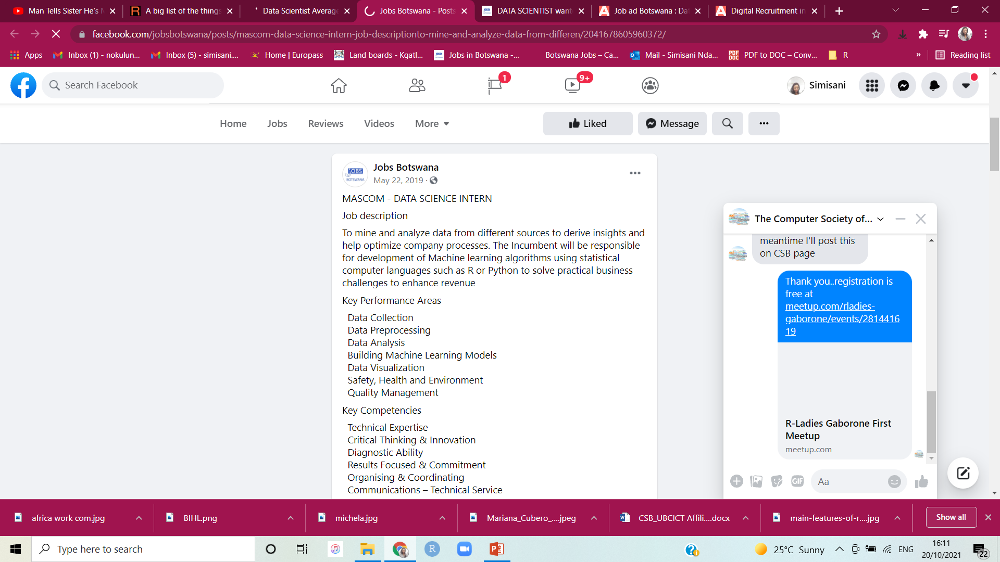 Man Tells Sister He's
A big list of the things
Data Scientist Average
Jobs Botswana - Posts
DATA SCIENTIST want
Job ad Botswana : Da
Digital Recruitment in
facebook.com/jobsbotswana/posts/mascom-data-science-intern-job-descriptionto-mine-and-analyze-data-from-differen/2041678605960372/
Apps
Inbox (1) - nokulun...
Inbox (5) - simisani....
Home | Europass
Land boards - Kgatl...
Jobs in Botswana -...
Botswana Jobs – Ca...
Mail - Simisani Nda...
PDF to DOC – Conv...
R
»
Reading list
Search Facebook
1
9+
Simisani
Home
Jobs
Reviews
Videos
More
Liked
Message
JOBS
BOTSWANA
Jobs Botswana
May 22, 2019 ·
MASCOM - DATA SCIENCE INTERN
Job description
To mine and analyze data from different sources to derive insights and
help optimize company processes. The Incumbent will be responsible
for development of Machine learning algorithms using statistical
computer languages such as R or Python to solve practical business
challenges to enhance revenue
Key Performance Areas
Data Collection
Data Preprocessing
Data Analysis
Building Machine Learning Models
Data Visualization
Safety, Health and Environment
Quality Management
Key Competencies
Technical Expertise
Critical Thinking & Innovation
Diagnostic Ability
Results Focused & Commitment
Organising & Coordinating
Communications – Technical Service
The Computer Society of...
meantime I'll post this
on CSB page
Thank you..registration is
free at
meetup.com/rladies-
gaborone/events/2814416
19
R-Ladies Gaborone First
Meetup
meetup.com
GIF
Aa
africa work com.jpg
BIHL.png
michela.jpg
Mariana_Cubero_....jpeg
CSB_UBCICT Affili....docx
main-features-of-r....jpg
Show all
Type here to search
R
25°C Sunny
ENG
16:11
20/10/2021
22